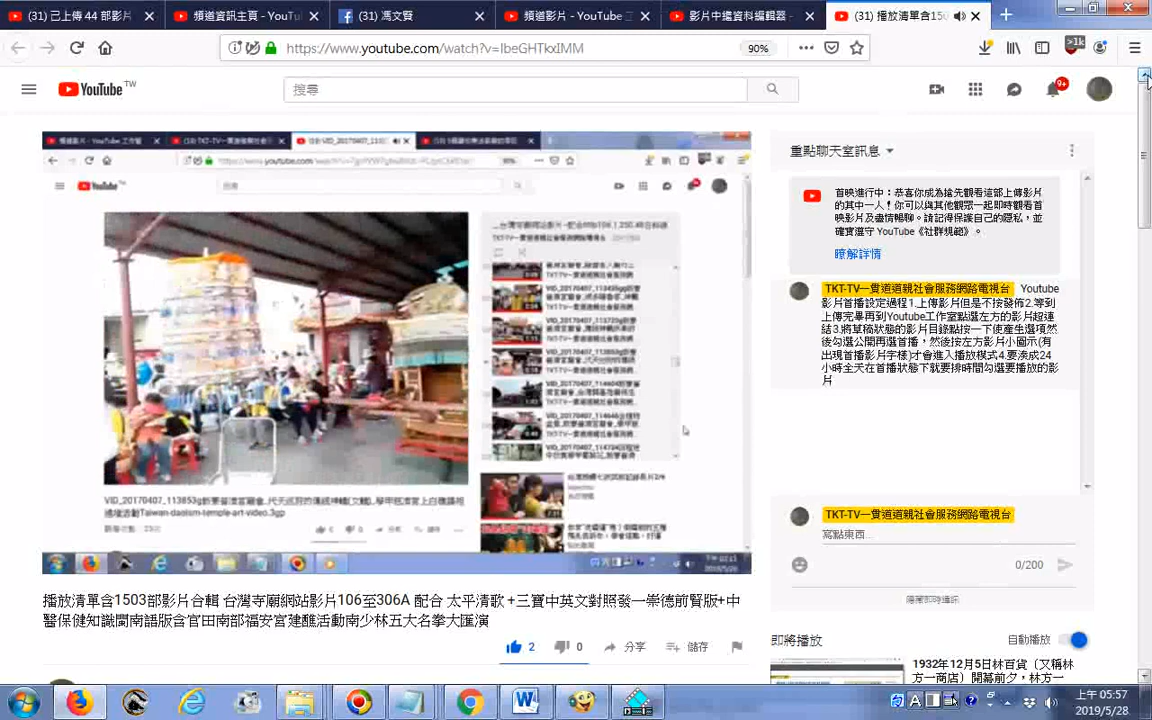 (31) 已上傳 44 部影片
頻道資訊主頁 - YouTu
(31) 馮文賢
頻道影片 - YouTube 工
影片中繼資料編輯器 -
(31) 播放清單含150
https://www.youtube.com/watch?v=IbeGHTkxIMM
90%
>1k
YouTube TW
搜尋
9+
重點聊天室訊息
首映進行中：恭喜你成為搶先觀看這部上傳影片
的其中一人！你可以與其他觀眾一起即時觀看首
映影片及盡情暢聊。請記得保護自己的隱私，並
確實遵守 YouTube《社群規範》。
瞭解詳情
TKT-TV一貫道道親社會服務網路電視台 Youtube
影片首播設定過程1.上傳影片但是不按發佈2.等到
上傳完畢再到Youtube工作室點選左方的影片超連
結3.將草稿狀態的影片目錄點按一下使產生選項然
後勾選公開再選首播，然後按左方影片小圖示(有
出現首播影片字樣)才會進入播放模式4.要湊成24
小時全天在首播狀態下就要排時間勾選要播放的影
片
TKT-TV一貫道道親社會服務網路電視台
寫點東西...
0/200
隱藏即時通訊
播放清單含1503部影片合輯 台灣寺廟網站影片106至306A 配合 太平清歌 +三寶中英文對照發一崇德前賢版+中
醫保健知識閩南語版含官田南部福安宮建醮活動南少林五大名拳大匯演
2
0
分享
儲存
即將播放
自動播放
1932年12月5日林百貨〔又稱林
方一商店〕開幕前夕，林方一
上午 05:57
2019/5/28